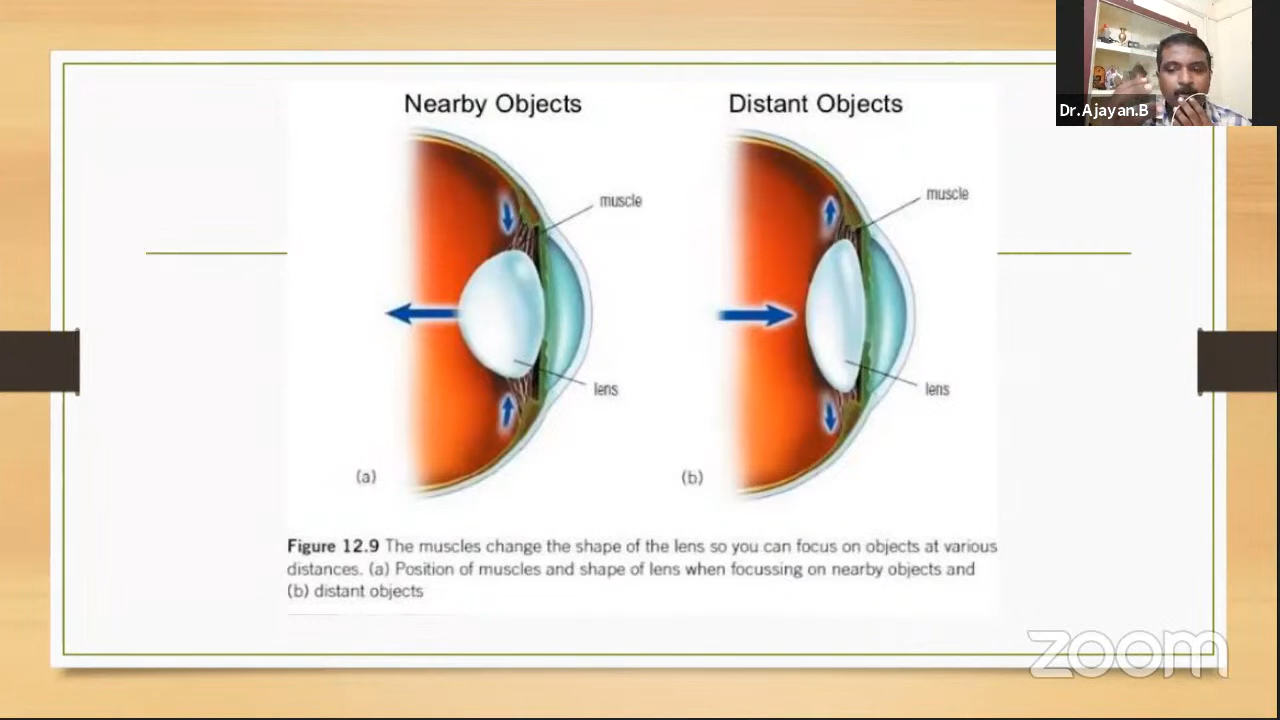 Nearby Objects
Distant Objects
Dr.Ajayan.B
muscle
muscle
lens
lens
(a)
(b)
Figure 12.9 The muscles change the shape of the lens so you can focus on objects at various
distances. (a) Position of muscles and shape of lens when focussing on nearby objects and
(b) distant objects
zoom